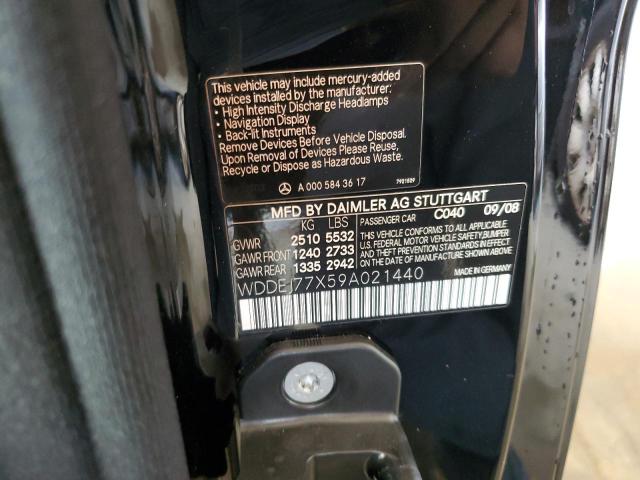 This vehicle may include mercury-added
devices installed by the manufacturer:
• High Intensity Discharge Headlamps
• Navigation Display
• Back-lit Instruments
Remove Devices Before Vehicle Disposal.
Upon Removal of Devices Please Reuse,
Recycle or Dispose as Hazardous Waste.
A 000 584 36 17
MFD BY DAIMLER AG STUTTGART
KG LBS PASSENGER CAR C040 09/08
GVWR 2510 5532
GAWR FRONT 1240 2733
GAWR REAR 1335 2942
THIS VEHICLE CONFORMS TO ALL APPLICABLE
U.S. FEDERAL MOTOR VEHICLE SAFETY, BUMPER
AND THEFT PREVENTION STANDARDS IN EFFECT
ON THE DATE OF MANUFACTURE SHOWN ABOVE.
WDDEJ77X59A021440